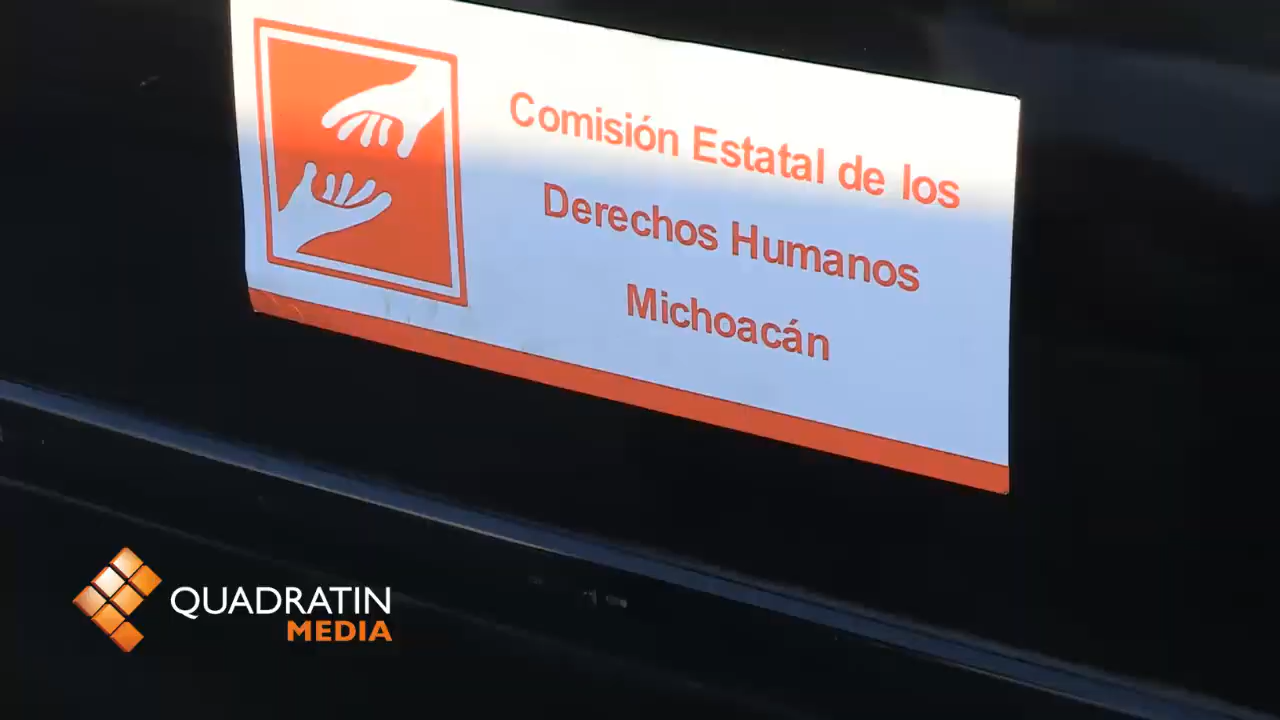 Comisión Estatal de los
Derechos Humanos
Michoacán
QUADRATIN
MEDIA